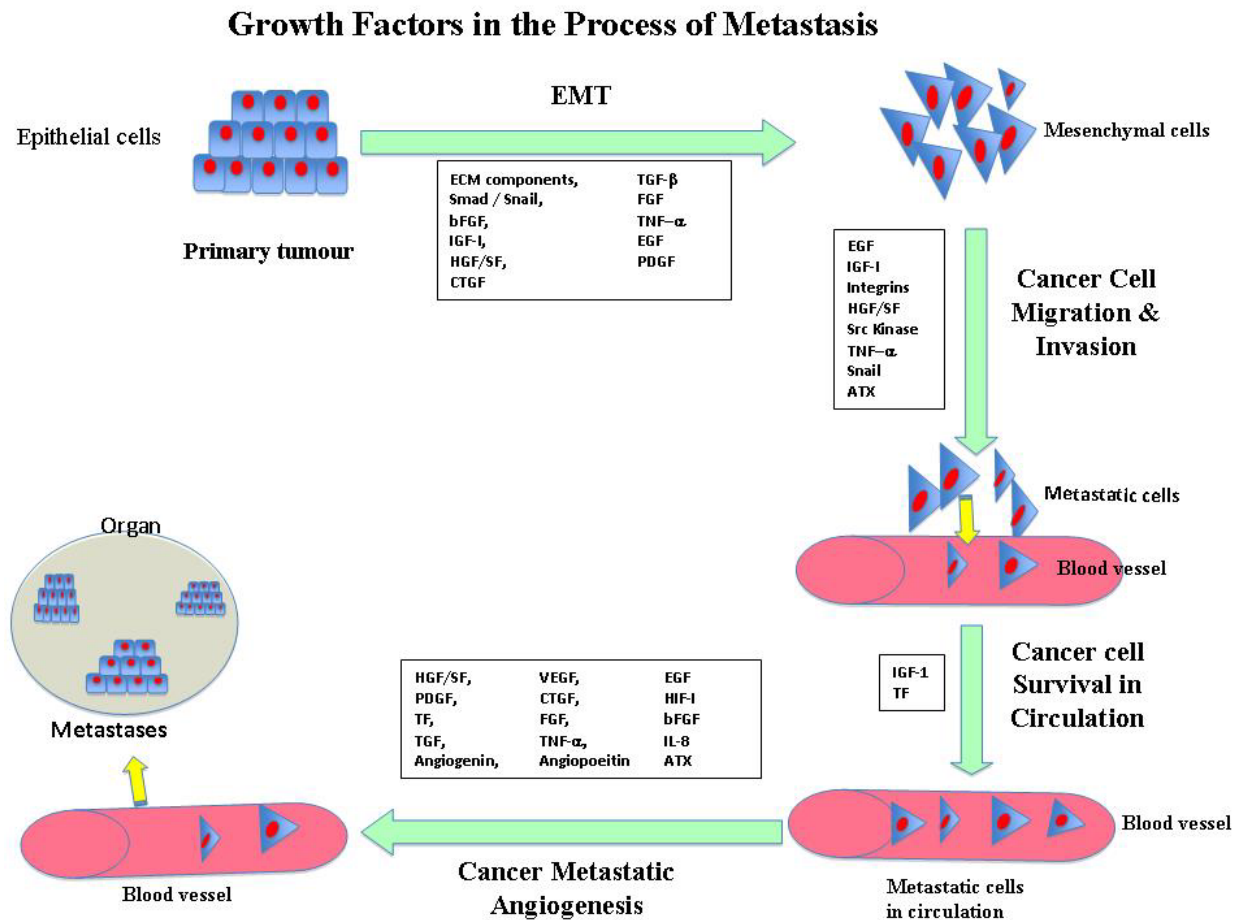 Growth Factors in the Process of Metastasis
EMT
Epithelial cells
Mesenchymal cells
Primary tumour
ECM components, TGF-β
Smad / Snail, FGF
bFGF, TNF-α
IGF-I, EGF
HGF/SF, PDGF
CTGF
EGF
IGF-I
Integrins
HGF/SF
Src Kinase
TNF-α
Snail
ATX
Cancer Cell
Migration &
Invasion
Metastatic cells
Blood vessel
IGF-1
TF
Cancer cell
Survival in
Circulation
Blood vessel
Metastatic cells
in circulation
HGF/SF, VEGF, EGF
PDGF, CTGF, HIF-I
TF, FGF, bFGF
TGF, TNF-α, IL-8
Angiogenin, Angiopoeitin ATX
Cancer Metastatic
Angiogenesis
Blood vessel
Organ
Metastases